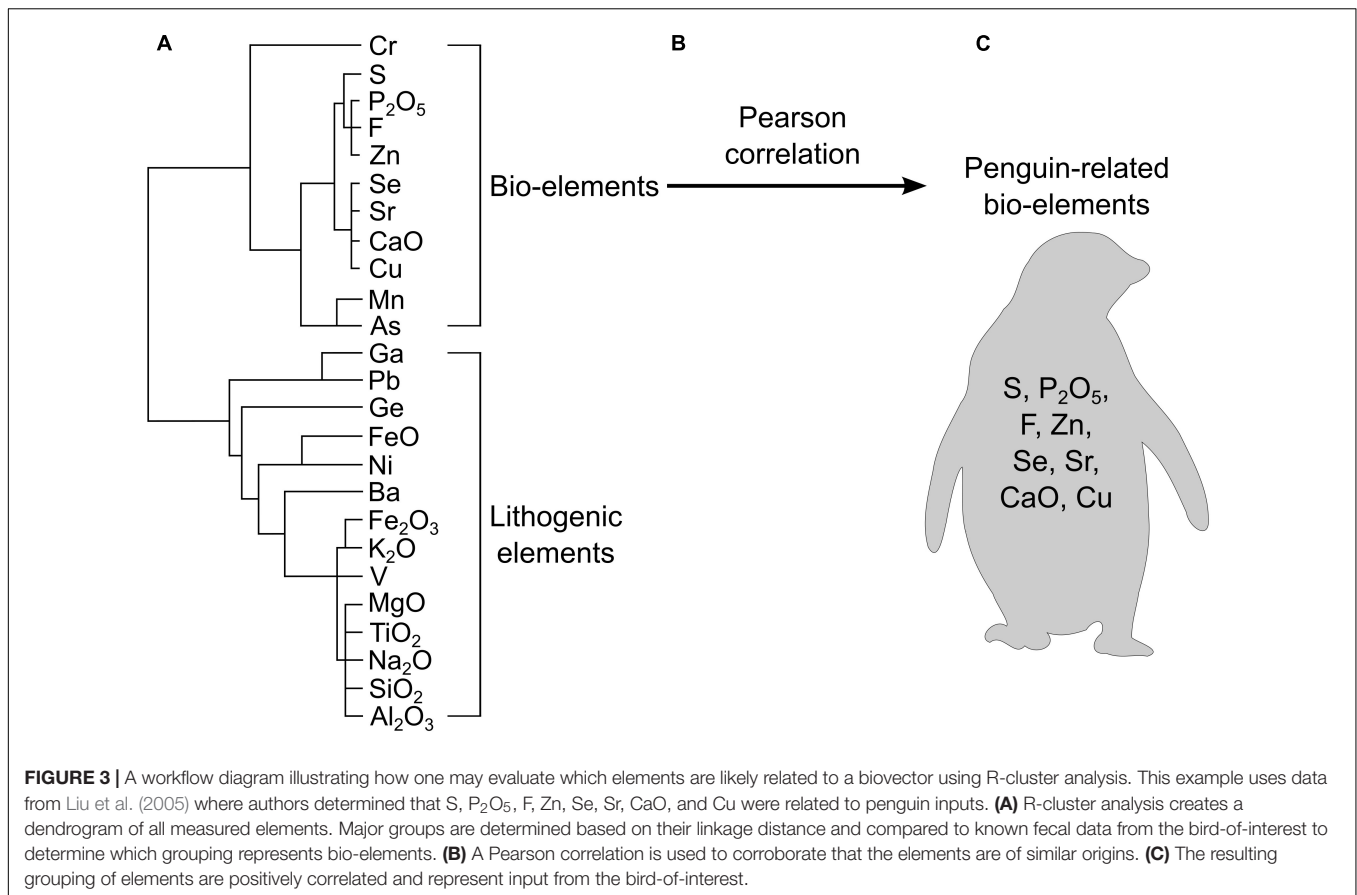 A
B
C
Cr
S
P₂O₅
F
Zn
Se
Sr
CaO
Cu
Mn
As
Ga
Pb
Ge
FeO
Ni
Ba
Fe₂O₃
K₂O
V
MgO
TiO₂
Na₂O
SiO₂
Al₂O₃
Bio-elements
Lithogenic
elements
Pearson
correlation
Penguin-related
bio-elements
S, P₂O₅,
F, Zn,
Se, Sr,
CaO, Cu
FIGURE 3 | A workflow diagram illustrating how one may evaluate which elements are likely related to a biovector using R-cluster analysis. This example uses data
from Liu et al. (2005) where authors determined that S, P₂O₅, F, Zn, Se, Sr, CaO, and Cu were related to penguin inputs. (A) R-cluster analysis creates a
dendrogram of all measured elements. Major groups are determined based on their linkage distance and compared to known fecal data from the bird-of-interest to
determine which grouping represents bio-elements. (B) A Pearson correlation is used to corroborate that the elements are of similar origins. (C) The resulting
grouping of elements are positively correlated and represent input from the bird-of-interest.